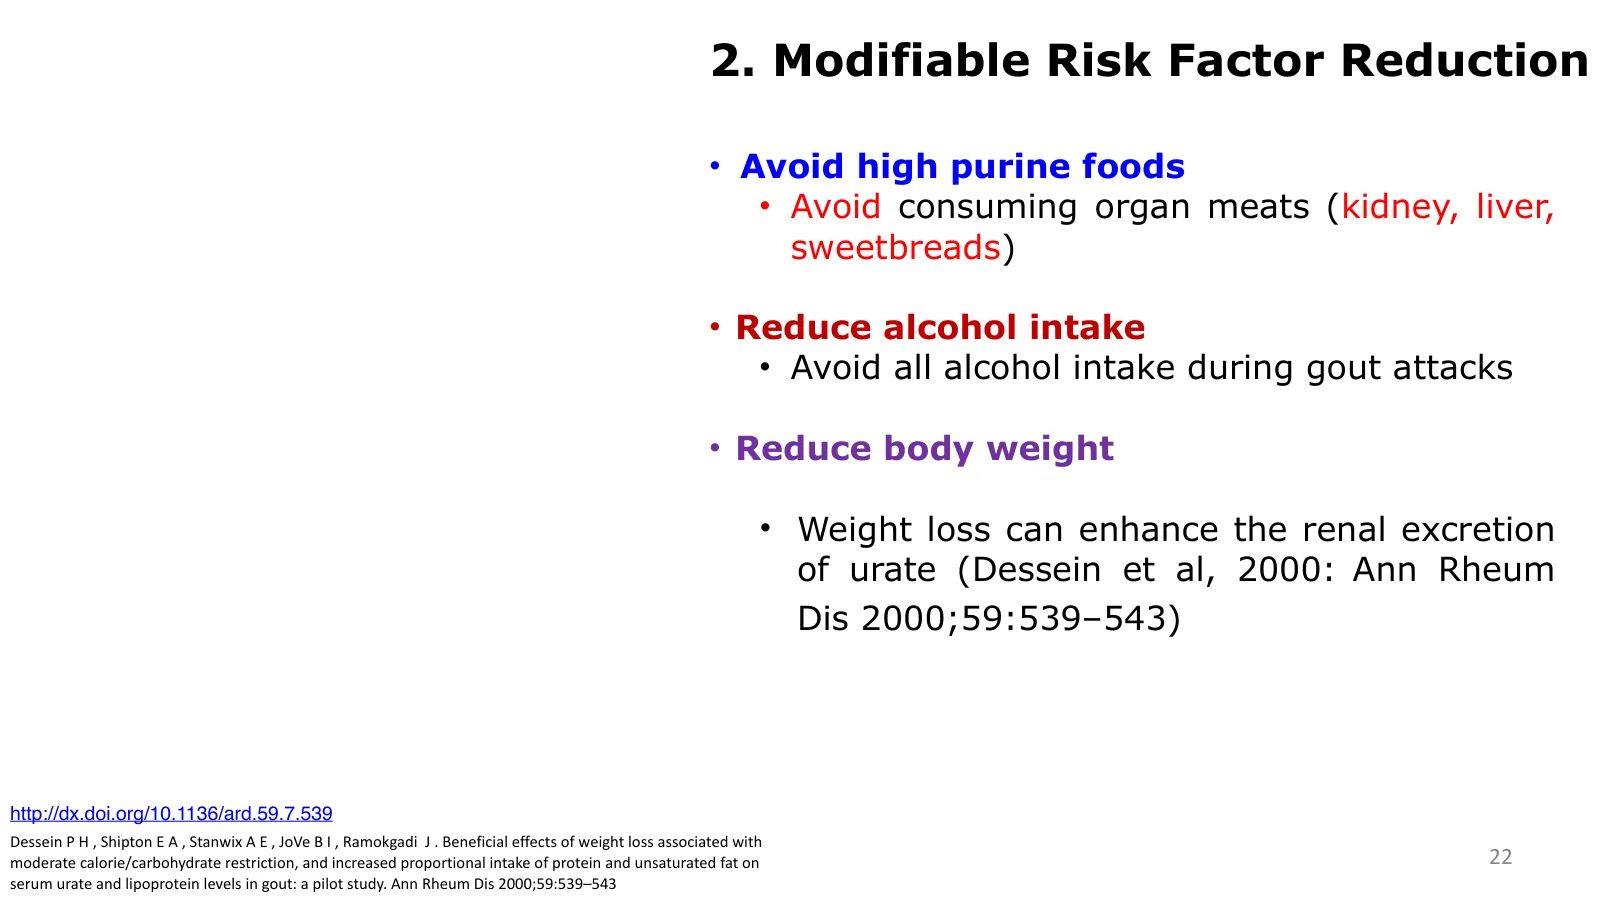 2. Modifiable Risk Factor Reduction
• Avoid high purine foods
• Avoid consuming organ meats (kidney, liver,
sweetbreads)
• Reduce alcohol intake
• Avoid all alcohol intake during gout attacks
• Reduce body weight
• Weight loss can enhance the renal excretion
of urate (Dessein et al, 2000: Ann Rheum
Dis 2000;59:539–543)
http://dx.doi.org/10.1136/ard.59.7.539
Dessein P H , Shipton E A , Stanwix A E , JoVe B I , Ramokgadi J . Beneficial effects of weight loss associated with
moderate calorie/carbohydrate restriction, and increased proportional intake of protein and unsaturated fat on
serum urate and lipoprotein levels in gout: a pilot study. Ann Rheum Dis 2000;59:539–543
22